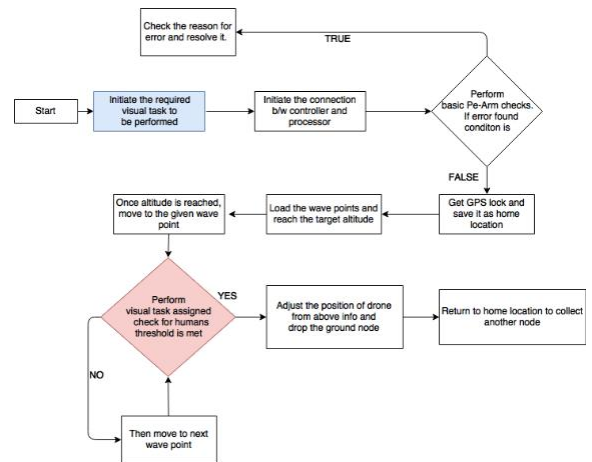 Check the reason for
error and resolve it.
TRUE
Start
Initiate the required
visual task to
be performed
Initiate the connection
b/w controller and
processor
Perform
basic Pe-Arm checks.
If error found
conditon is
FALSE
Once altitude is reached,
move to the given wave
point
Load the wave points and
reach the target altitude
Get GPS lock and
save it as home
location
Perform
visual task assigned
check for humans
threshold is met
YES
Adjust the position of drone
from above info and
drop the ground node
Return to home location to collect
another node
NO
Then move to next
wave point